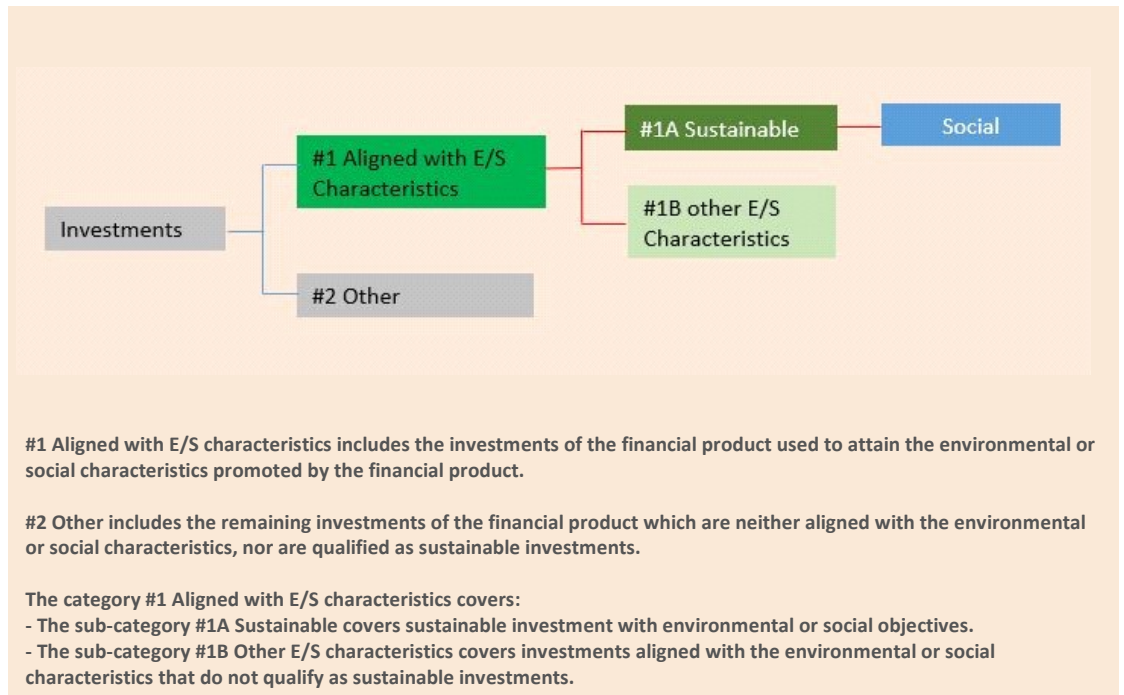 #1A Sustainable
Social
#1 Aligned with E/S
Characteristics
#1B other E/S
Characteristics
Investments
#2 Other
#1 Aligned with E/S characteristics includes the investments of the financial product used to attain the environmental or
social characteristics promoted by the financial product.
#2 Other includes the remaining investments of the financial product which are neither aligned with the environmental
or social characteristics, nor are qualified as sustainable investments.
The category #1 Aligned with E/S characteristics covers:
- The sub-category #1A Sustainable covers sustainable investment with environmental or social objectives.
- The sub-category #1B Other E/S characteristics covers investments aligned with the environmental or social
characteristics that do not qualify as sustainable investments.